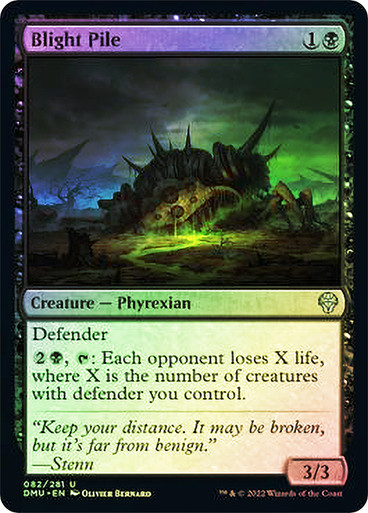 Blight Pile 1
Creature — Phyrexian
Defender
2 , : Each opponent loses X life,
where X is the number of creatures
with defender you control.
“Keep your distance. It may be broken,
but it’s far from benign.”
—Stenn
3/3
082/281 U
DMU • EN Olivier Bernard
™ & © 2022 Wizards of the Coast